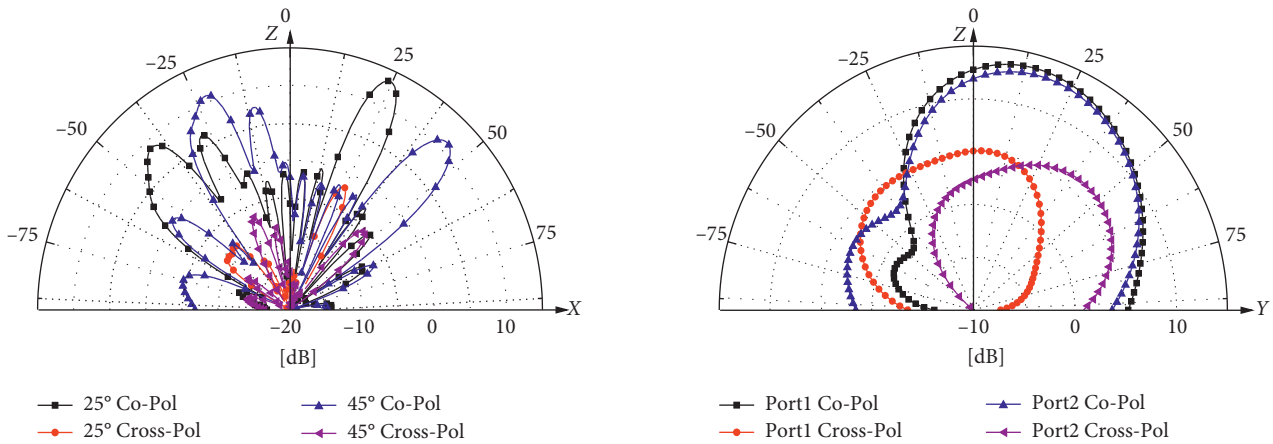 0
Z
−25
25
−50
50
−75
75
X
−20
−10
0
10
[dB]
25° Co-Pol
45° Co-Pol
25° Cross-Pol
45° Cross-Pol
0
Z
−25
25
−50
50
−75
75
Y
−10
0
10
[dB]
Port1 Co-Pol
Port2 Co-Pol
Port1 Cross-Pol
Port2 Cross-Pol